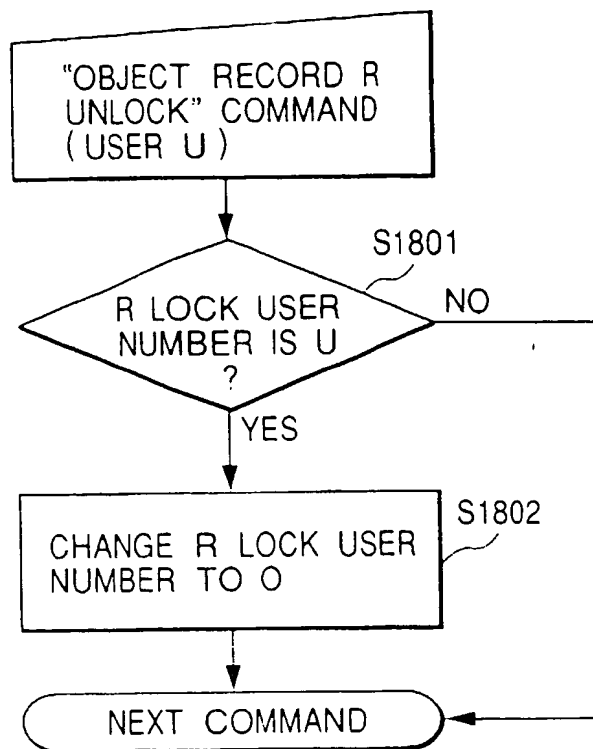 "OBJECT RECORD R
UNLOCK" COMMAND
(USER U)
S1801
R LOCK USER
NUMBER IS U
?
NO
YES
S1802
CHANGE R LOCK USER
NUMBER TO 0
NEXT COMMAND